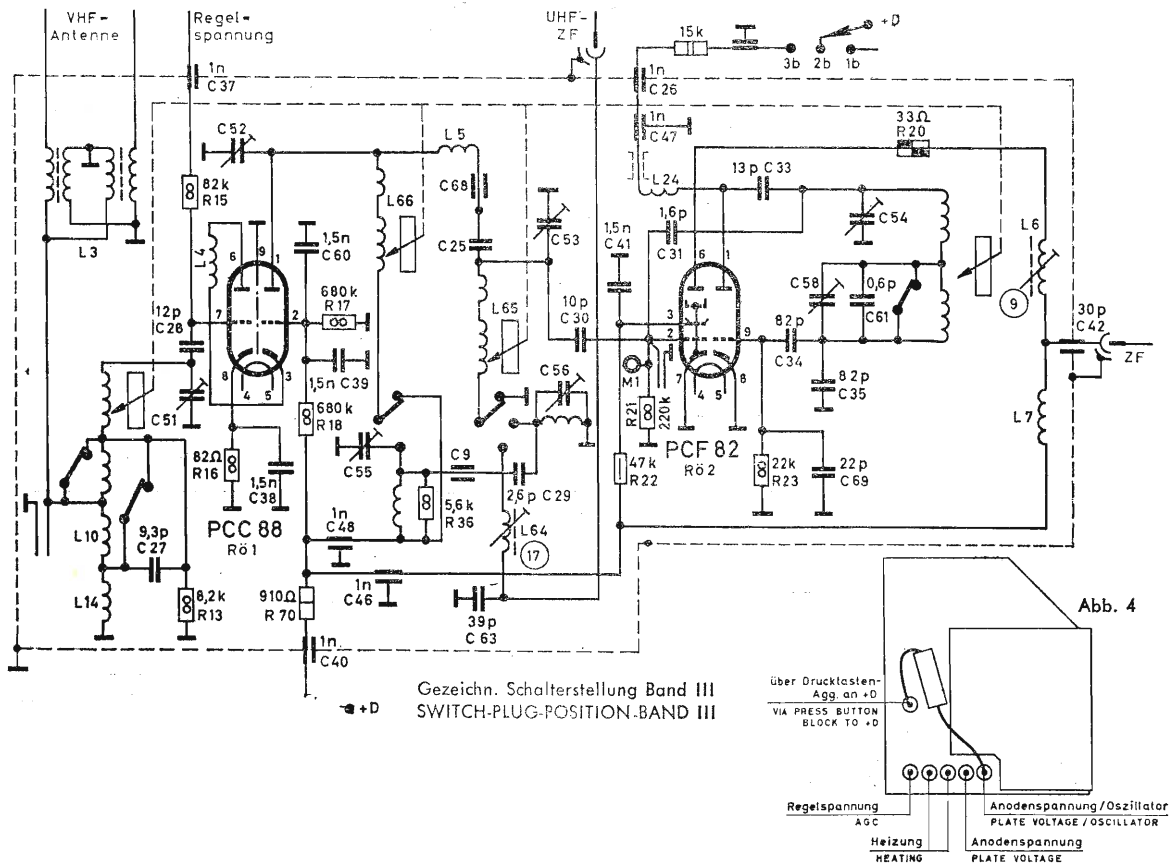 VHF-
Antenne
Regel-
spannung
UHF-
ZF
15k
+D
3b 2b 1b
1n
C37
1n
C26
1n
C47
C52
L5
33Ω
R20
13p C33
L24
82k
R15
L66
C68
C53
1,6p
C31
1,5n
C41
C54
L6
9
L3
L4
6 9 1
1,5n
C60
C25
6 1
C58
0,6p
C61
30p
C42
ZF
680k
R17
12p
C28
7 2
L65
10p
C30
3
2
9
82p
C34
1,5n C39
8 3
4 5
C51
680k
R18
C56
M1
R21
220k
7 8
4 5
82p
C35
L7
PCF 82
Rö2
82Ω
R16
1,5n
C38
C55
C9
47k
R22
22k
R23
22p
C69
5,6k
R36
2,6p C29
PCC 88
Rö1
L10
9,3p
C27
1n
C48
L64
17
L14
8,2k
R13
910Ω
R70
1n
C46
39p
C63
1n
C40
+D
Gezeichn. Schalterstellung Band III
SWITCH-PLUG-POSITION-BAND III
Abb. 4
über Drucktasten-
Agg. an +D
VIA PRESS BUTTON
BLOCK TO +D
Regelspannung
AGC
Anodenspannung/Oszillator
PLATE VOLTAGE/OSCILLATOR
Heizung
HEATING
Anodenspannung
PLATE VOLTAGE